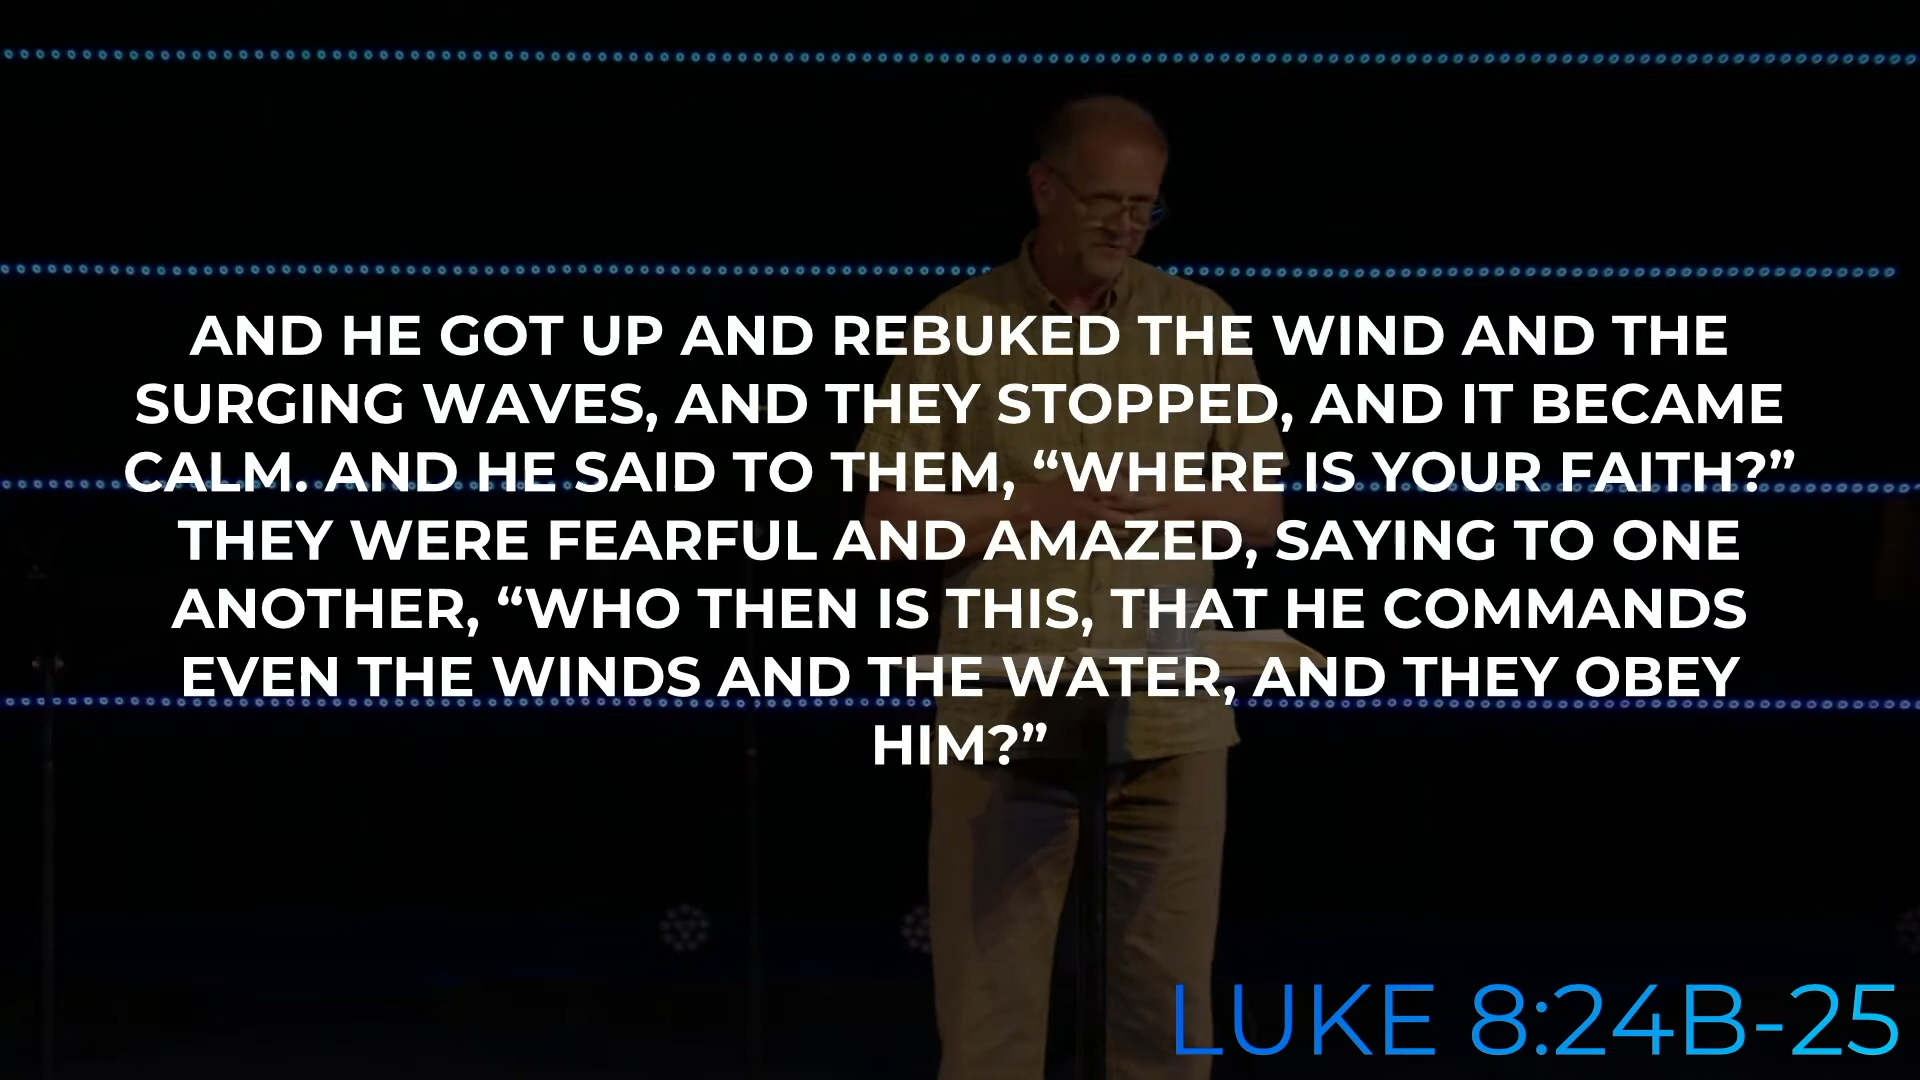 AND HE GOT UP AND REBUKED THE WIND AND THE
SURGING WAVES, AND THEY STOPPED, AND IT BECAME
CALM. AND HE SAID TO THEM, “WHERE IS YOUR FAITH?”
THEY WERE FEARFUL AND AMAZED, SAYING TO ONE
ANOTHER, “WHO THEN IS THIS, THAT HE COMMANDS
EVEN THE WINDS AND THE WATER, AND THEY OBEY
HIM?”
LUKE 8:24B-25